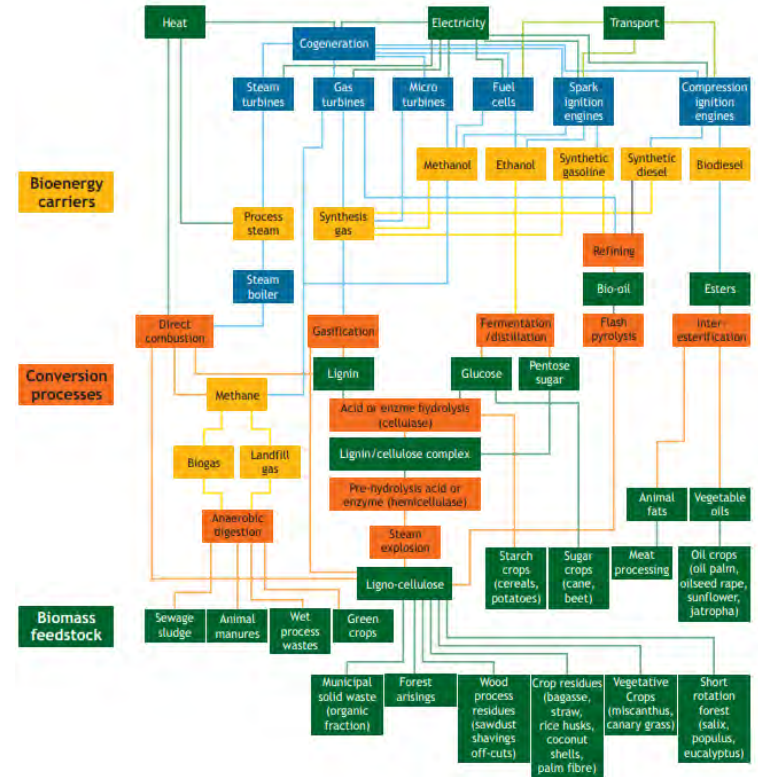 Heat
Electricity
Transport
Cogeneration
Steam
turbines
Gas
turbines
Micro
turbines
Fuel
cells
Spark
ignition
engines
Compression
ignition
engines
Methanol
Ethanol
Synthetic
gasoline
Synthetic
diesel
Biodiesel
Bioenergy
carriers
Process
steam
Synthesis
gas
Refining
Steam
boiler
Bio-oil
Esters
Direct
combustion
Gasification
Fermentation
/distillation
Flash
pyrolysis
Inter-
esterification
Conversion
processes
Lignin
Glucose
Pentose
sugar
Methane
Acid or enzyme hydrolysis
(cellulase)
Biogas
Landfill
gas
Lignin/cellulose complex
Pre-hydrolysis acid or
enzyme (hemicellulase)
Animal
fats
Vegetable
oils
Anaerobic
digestion
Steam
explosion
Starch
crops
(cereals,
potatoes)
Sugar
crops
(cane,
beet)
Meat
processing
Oil crops
(oil palm,
oilseed rape,
sunflower,
jatropha)
Ligno-cellulose
Biomass
feedstock
Sewage
sludge
Animal
manures
Wet
process
wastes
Green
crops
Municipal
solid waste
(organic
fraction)
Forest
arisings
Wood
process
residues
(sawdust
shavings
off-cuts)
Crop residues
(bagasse,
straw,
rice husks,
coconut
shells,
palm fibre)
Vegetative
Crops
(miscanthus,
canary grass)
Short
rotation
forest
(salix,
populus,
eucalyptus)